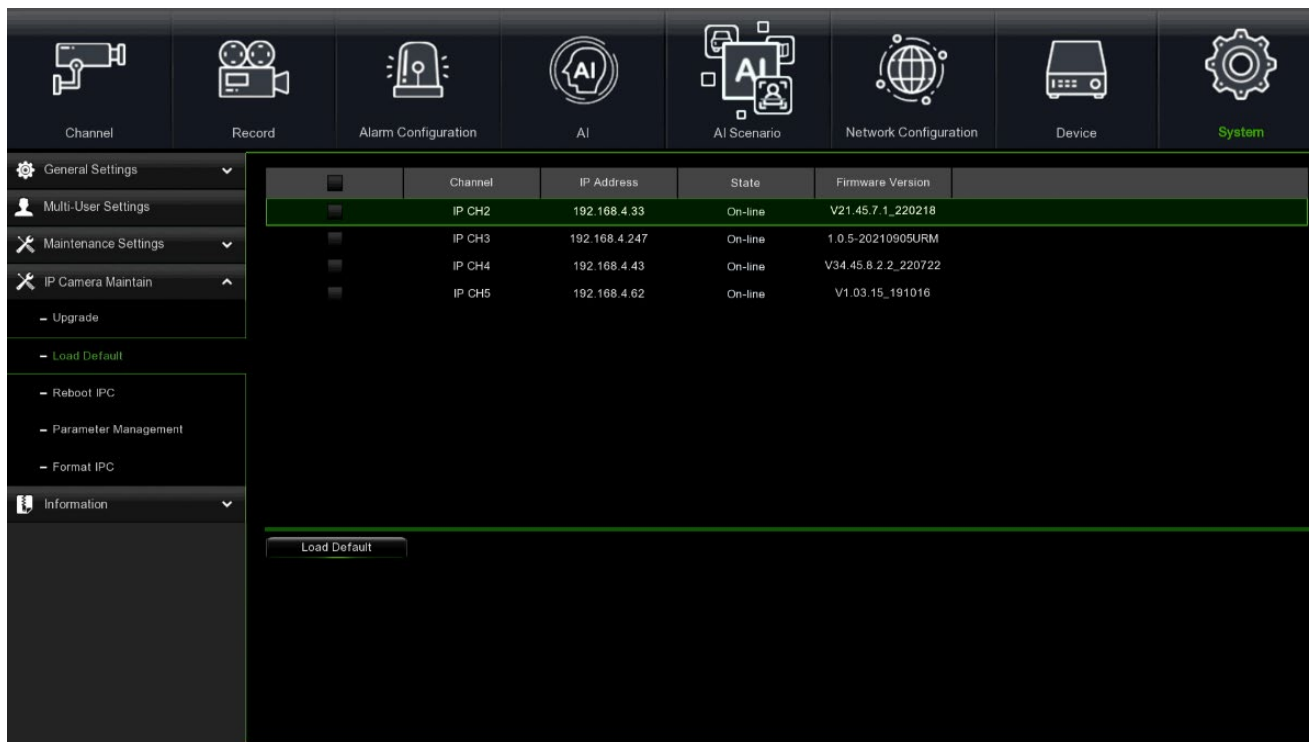 AI
AI
Channel Record Alarm Configuration AI AI Scenario Network Configuration Device System
General Settings
Multi-User Settings
Maintenance Settings
IP Camera Maintain
– Upgrade
– Load Default
– Reboot IPC
– Parameter Management
– Format IPC
Information
Channel IP Address State Firmware Version
IP CH2 192.168.4.33 On-line V21.45.7.1_220218
IP CH3 192.168.4.247 On-line 1.0.5-20210905URM
IP CH4 192.168.4.43 On-line V34.45.8.2.2_220722
IP CH5 192.168.4.62 On-line V1.03.15_191016
Load Default